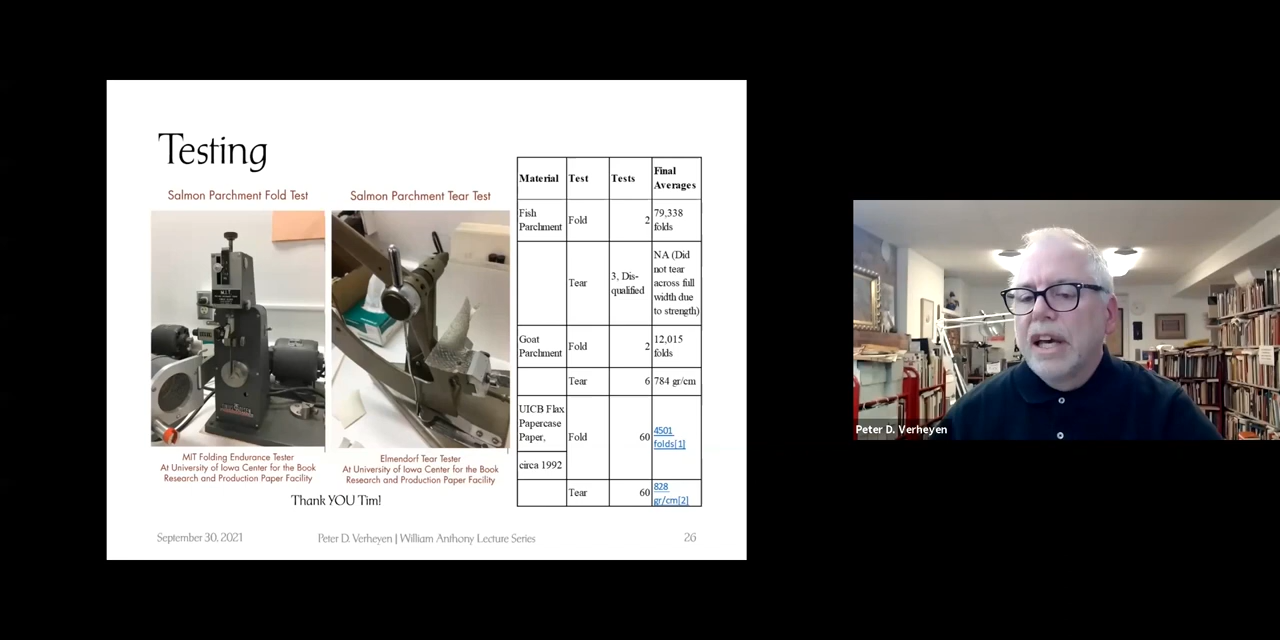 Testing
Salmon Parchment Fold Test
Salmon Parchment Tear Test
M.I.T.
MIT Folding Endurance Tester
At University of Iowa Center for the Book
Research and Production Paper Facility
Elmendorf Tear Tester
At University of Iowa Center for the Book
Research and Production Paper Facility
Thank YOU Tim!
Material Test Tests Final
Averages
Fish
Parchment Fold 2 79,338
folds
Tear 3, Dis-
qualified NA (Did
not tear
across full
width due
to strength)
Goat
Parchment Fold 2 12,015
folds
Tear 6 784 gr/cm
UICB Flax
Papercase
Paper,
circa 1992 Fold 60 4501
folds[1]
Tear 60 828
gr/cm[2]
September 30, 2021 Peter D. Verheyen | William Anthony Lecture Series 26
Peter D. Verheyen